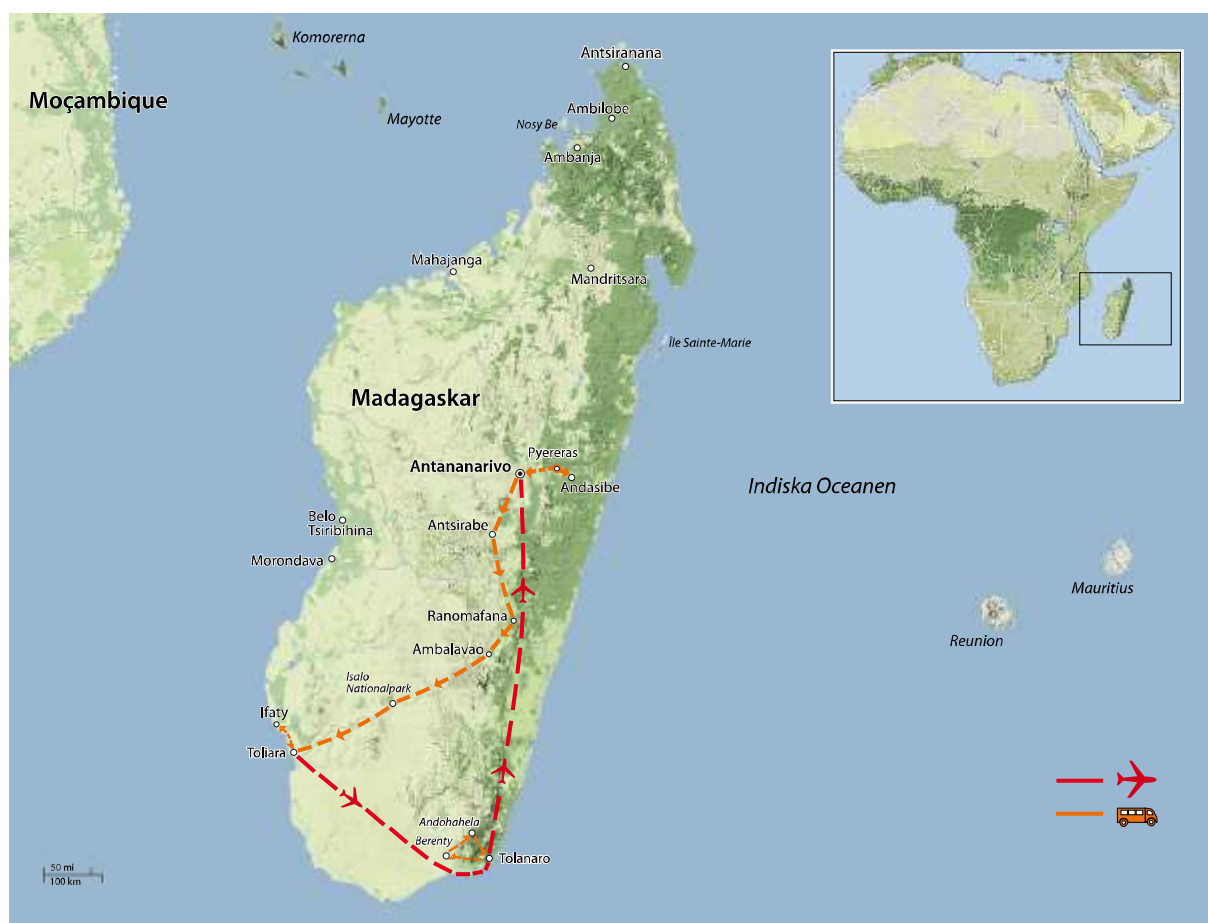 Komorerna
Antsiranana
Moçambique
Ambilobe
Mayotte
Nosy Be
Ambanja
Mahajanga
Mandritsara
Île Sainte-Marie
Madagaskar
Pyereras
Antananarivo
Andasibe
Indiska Oceanen
Belo
Tsiribihina
Antsirabe
Morondava
Mauritius
Ranomafana
Reunion
Ambalavao
Isalo
Nationalpark
Ifaty
Toliara
Andohahela
Berenty
Tolanaro
50 mi
100 km